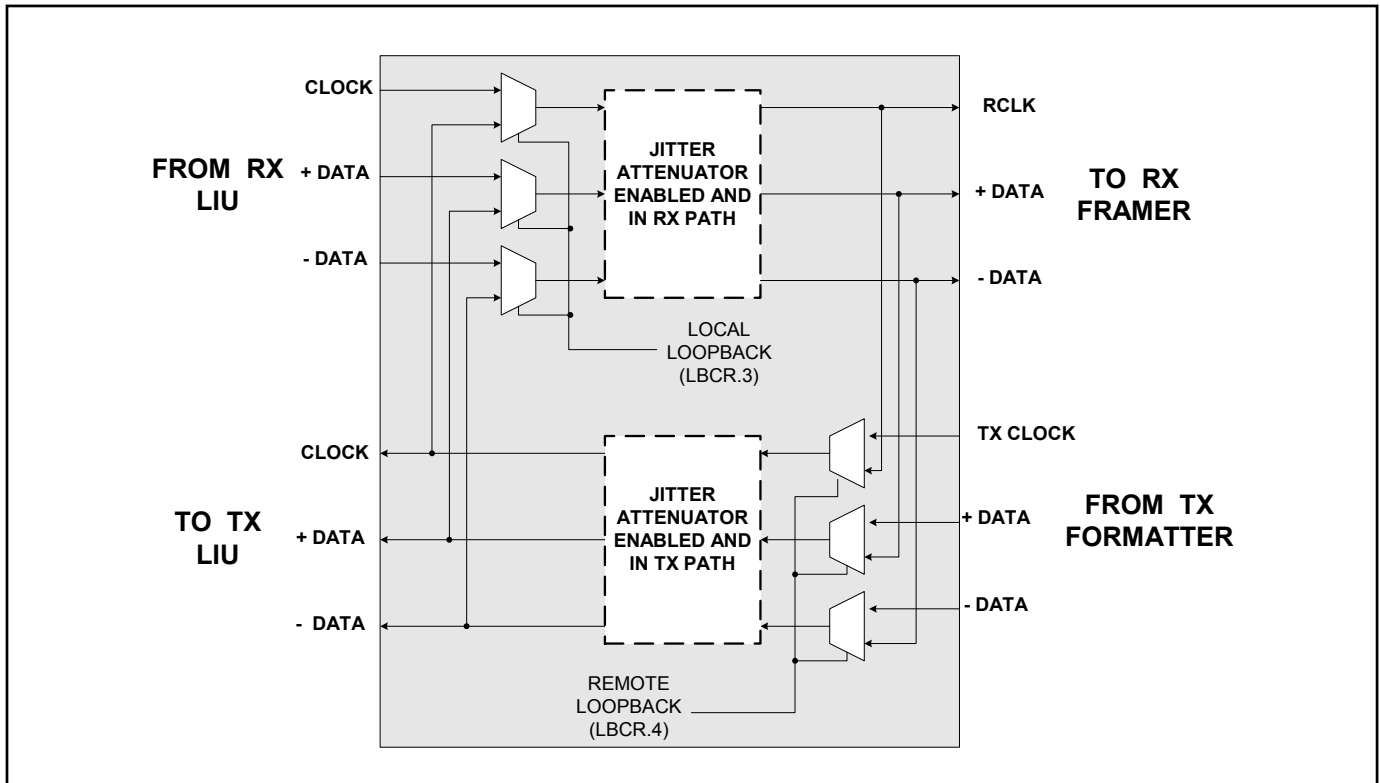 CLOCK
FROM RX
LIU
+ DATA
- DATA
JITTER
ATTENUATOR
ENABLED AND
IN RX PATH
RCLK
+ DATA
- DATA
TO RX
FRAMER
LOCAL
LOOPBACK
(LBCR.3)
CLOCK
TO TX
LIU
+ DATA
- DATA
JITTER
ATTENUATOR
ENABLED AND
IN TX PATH
TX CLOCK
+ DATA
- DATA
FROM TX
FORMATTER
REMOTE
LOOPBACK
(LBCR.4)